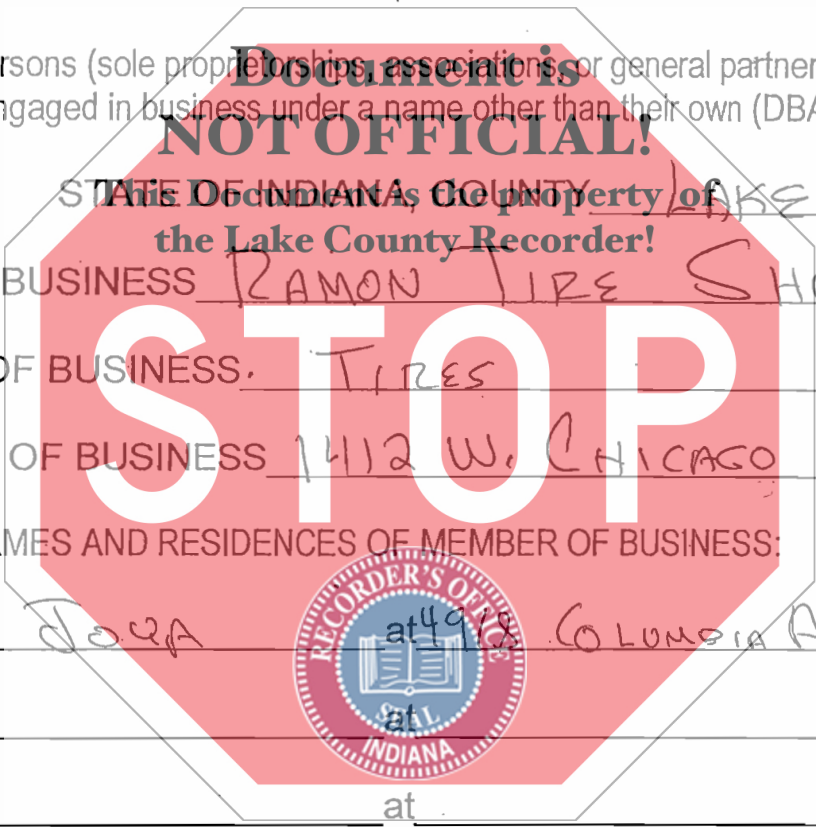 rsons (sole proprietorships, associations, or general partner
Document is
ngaged in business under a name other than their own (DBA
NOT OFFICIAL!
STATE OF INDIANA, COUNTY LAKE
This Document is the property of
the Lake County Recorder!
BUSINESS RAMON TIRE SH
OF BUSINESS. TIRES
STOP
OF BUSINESS 1412 W. CHICAGO
MES AND RESIDENCES OF MEMBER OF BUSINESS:
RECORDER'S OFFICE
at 4918 COLUMBIA A
SEAL
at
INDIANA
at